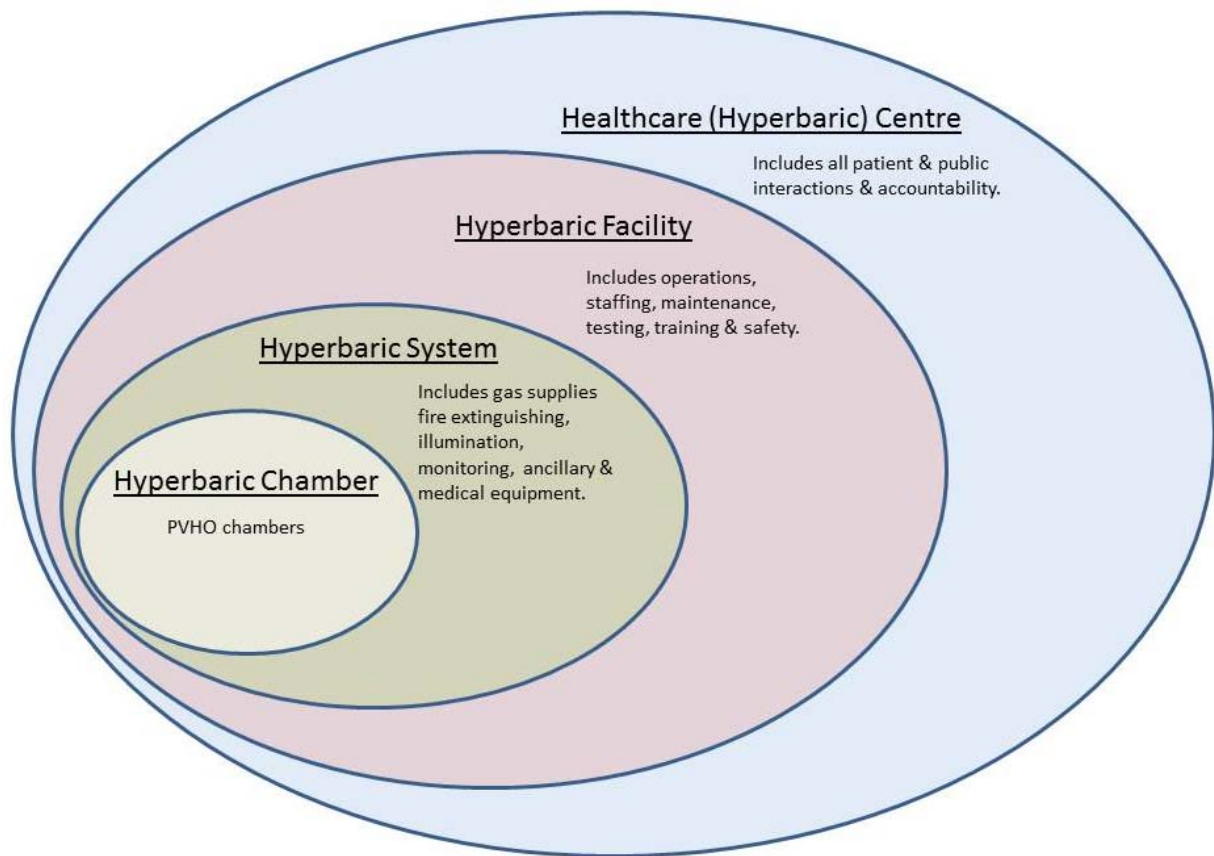 Healthcare (Hyperbaric) Centre
Includes all patient & public
interactions & accountability.
Hyperbaric Facility
Includes operations,
staffing, maintenance,
testing, training & safety.
Hyperbaric System
Includes gas supplies
fire extinguishing,
illumination,
monitoring, ancillary &
medical equipment.
Hyperbaric Chamber
PVHO chambers